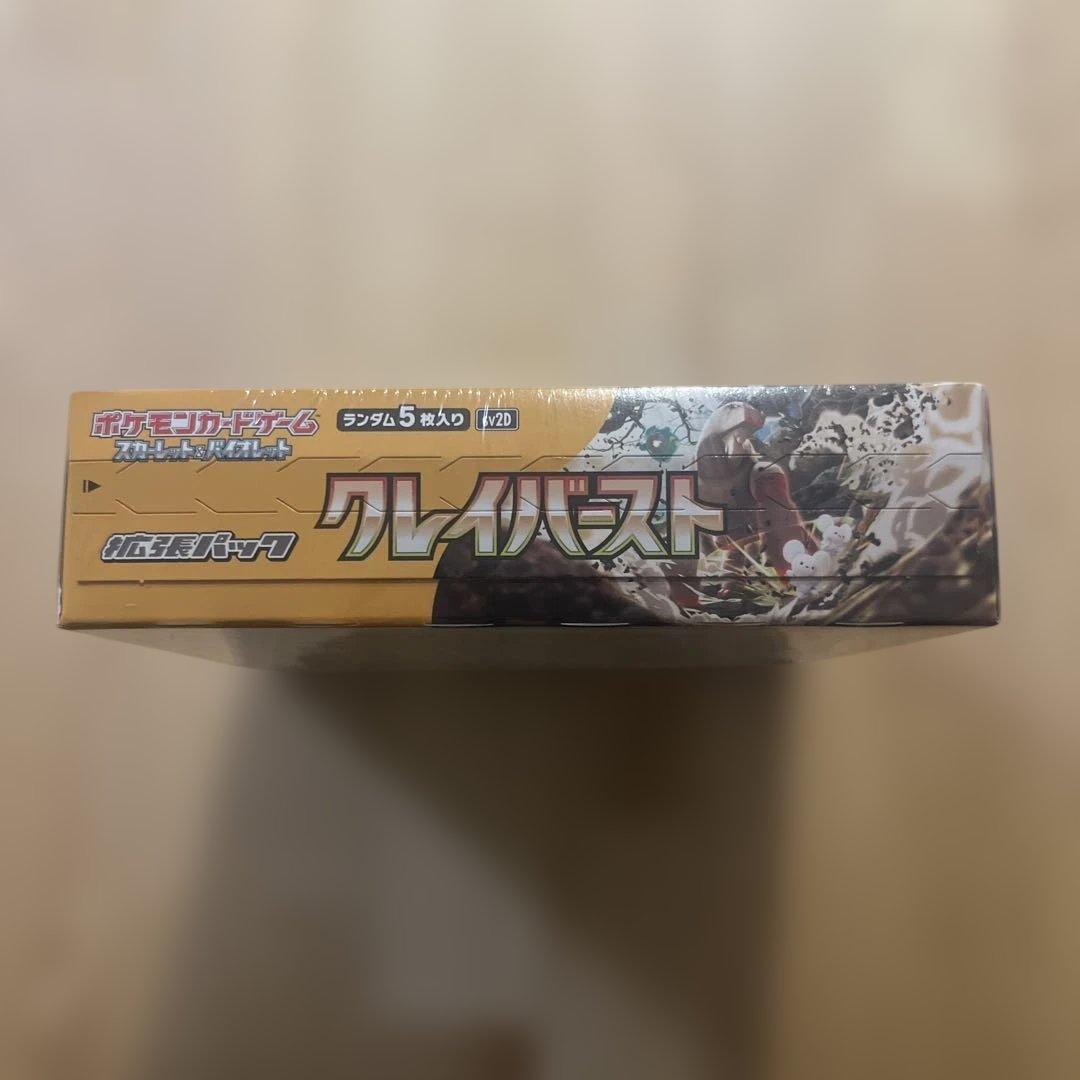 ポケモンカードゲーム
スカーレット&バイオレット
ランダム5枚入り
sv2D
拡張パック
クレイバースト